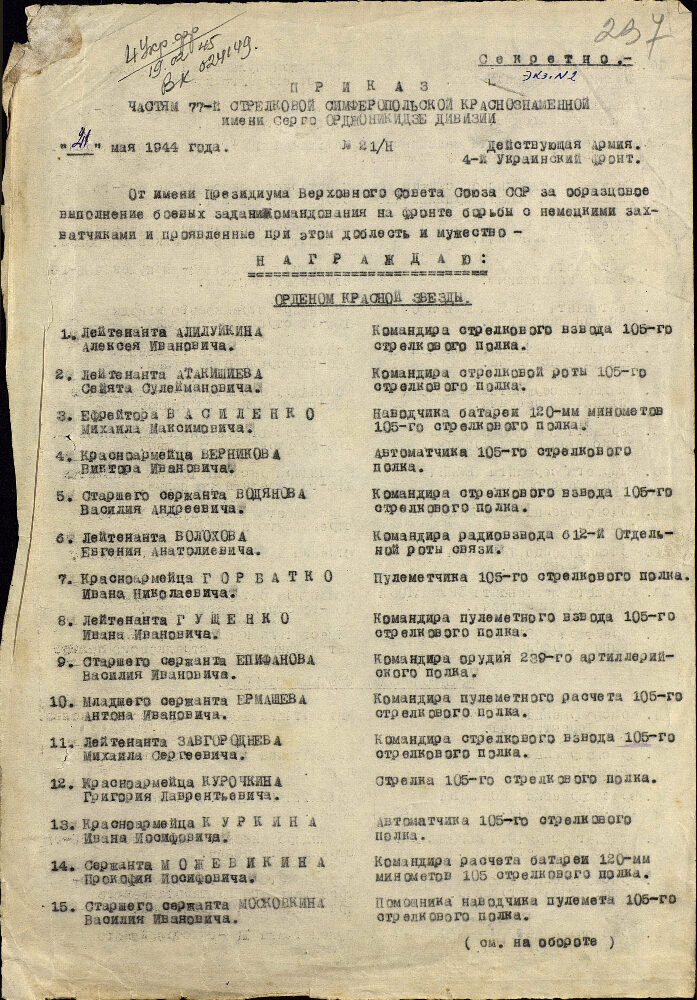 4 Укр фр
19.02.45
Вх 024149.
237
Секретно.-
экз. №2
ПРИКАЗ
ЧАСТЯМ 77-Й СТРЕЛКОВОЙ СИМФЕРОПОЛЬСКОЙ КРАСНОЗНАМЕННОЙ
имени Серго ОРДЖОНИКИДЗЕ ДИВИЗИИ
"21" мая 1944 года. № 21/Н Действующая Армия.
4-й Украинский фронт.
От имени Президиума Верховного Совета Союза ССР за образцовое
выполнение боевых заданийкомандования на фронте борьбы с немецкими зах-
ватчиками и проявленные при этом доблесть и мужество -
НАГРАЖДАЮ:
ОРДЕНОМ КРАСНОЙ ЗВЕЗДЫ.
1. Лейтенанта АЛИЛУЙКИНА Командира стрелкового взвода 105-го
Алексея Ивановича. стрелкового полка.
2. Лейтенанта АТАКИШИЕВА Командира стрелковой роты 105-го
Сейята Сулеймановича. стрелкового полка.
3. Ефрейтора ВАСИЛЕНКО Наводчика батареи 120-мм минометов
Михаила Максимовича. 105-го стрелкового полка.
4. Красноармейца ВЕРНИКОВА Автоматчика 105-го стрелкового
Виктора Ивановича. полка.
5. Старшего сержанта ВОДЯНОВА Командира стрелкового взвода 105-го
Василия Андреевича. стрелкового полка.
6. Лейтенанта ВОЛОХОВА Командира радиовзвода 612-й Отдель-
Евгения Анатолиевича. ной роты связи.
7. Красноармейца ГОРБАТКО Пулеметчика 105-го стрелкового полка.
Ивана Николаевича.
8. Лейтенанта ГУЩЕНКО Командира пулеметного взвода 105-го
Ивана Ивановича. стрелкового полка.
9. Старшего сержанта ЕПИФАНОВА Командира орудия 239-го артиллерий-
Василия Ивановича. ского полка.
10. Младшего сержанта ЕРМАШЕВА Командира пулеметного расчета 105-го
Антона Ивановича. стрелкового полка.
11. Лейтенанта ЗАВГОРОДНЕВА Командира стрелкового взвода 105-го
Михаила Сергеевича. стрелкового полка.
12. Красноармейца КУРОЧКИНА Стрелка 105-го стрелкового полка.
Григория Лаврентьевича.
13. Красноармейца КУРКИНА Автоматчика 105-го стрелкового
Ивана Иосифовича. полка.
14. Сержанта МОЖЕВИКИНА Командира расчета батареи 120-мм
Прокофия Иосифовича. минометов 105 стрелкового полка.
15. Старшего сержанта МОСКОВКИНА Помощника наводчика пулемета 105-го
Василия Ивановича. стрелкового полка.
( см. на обороте )